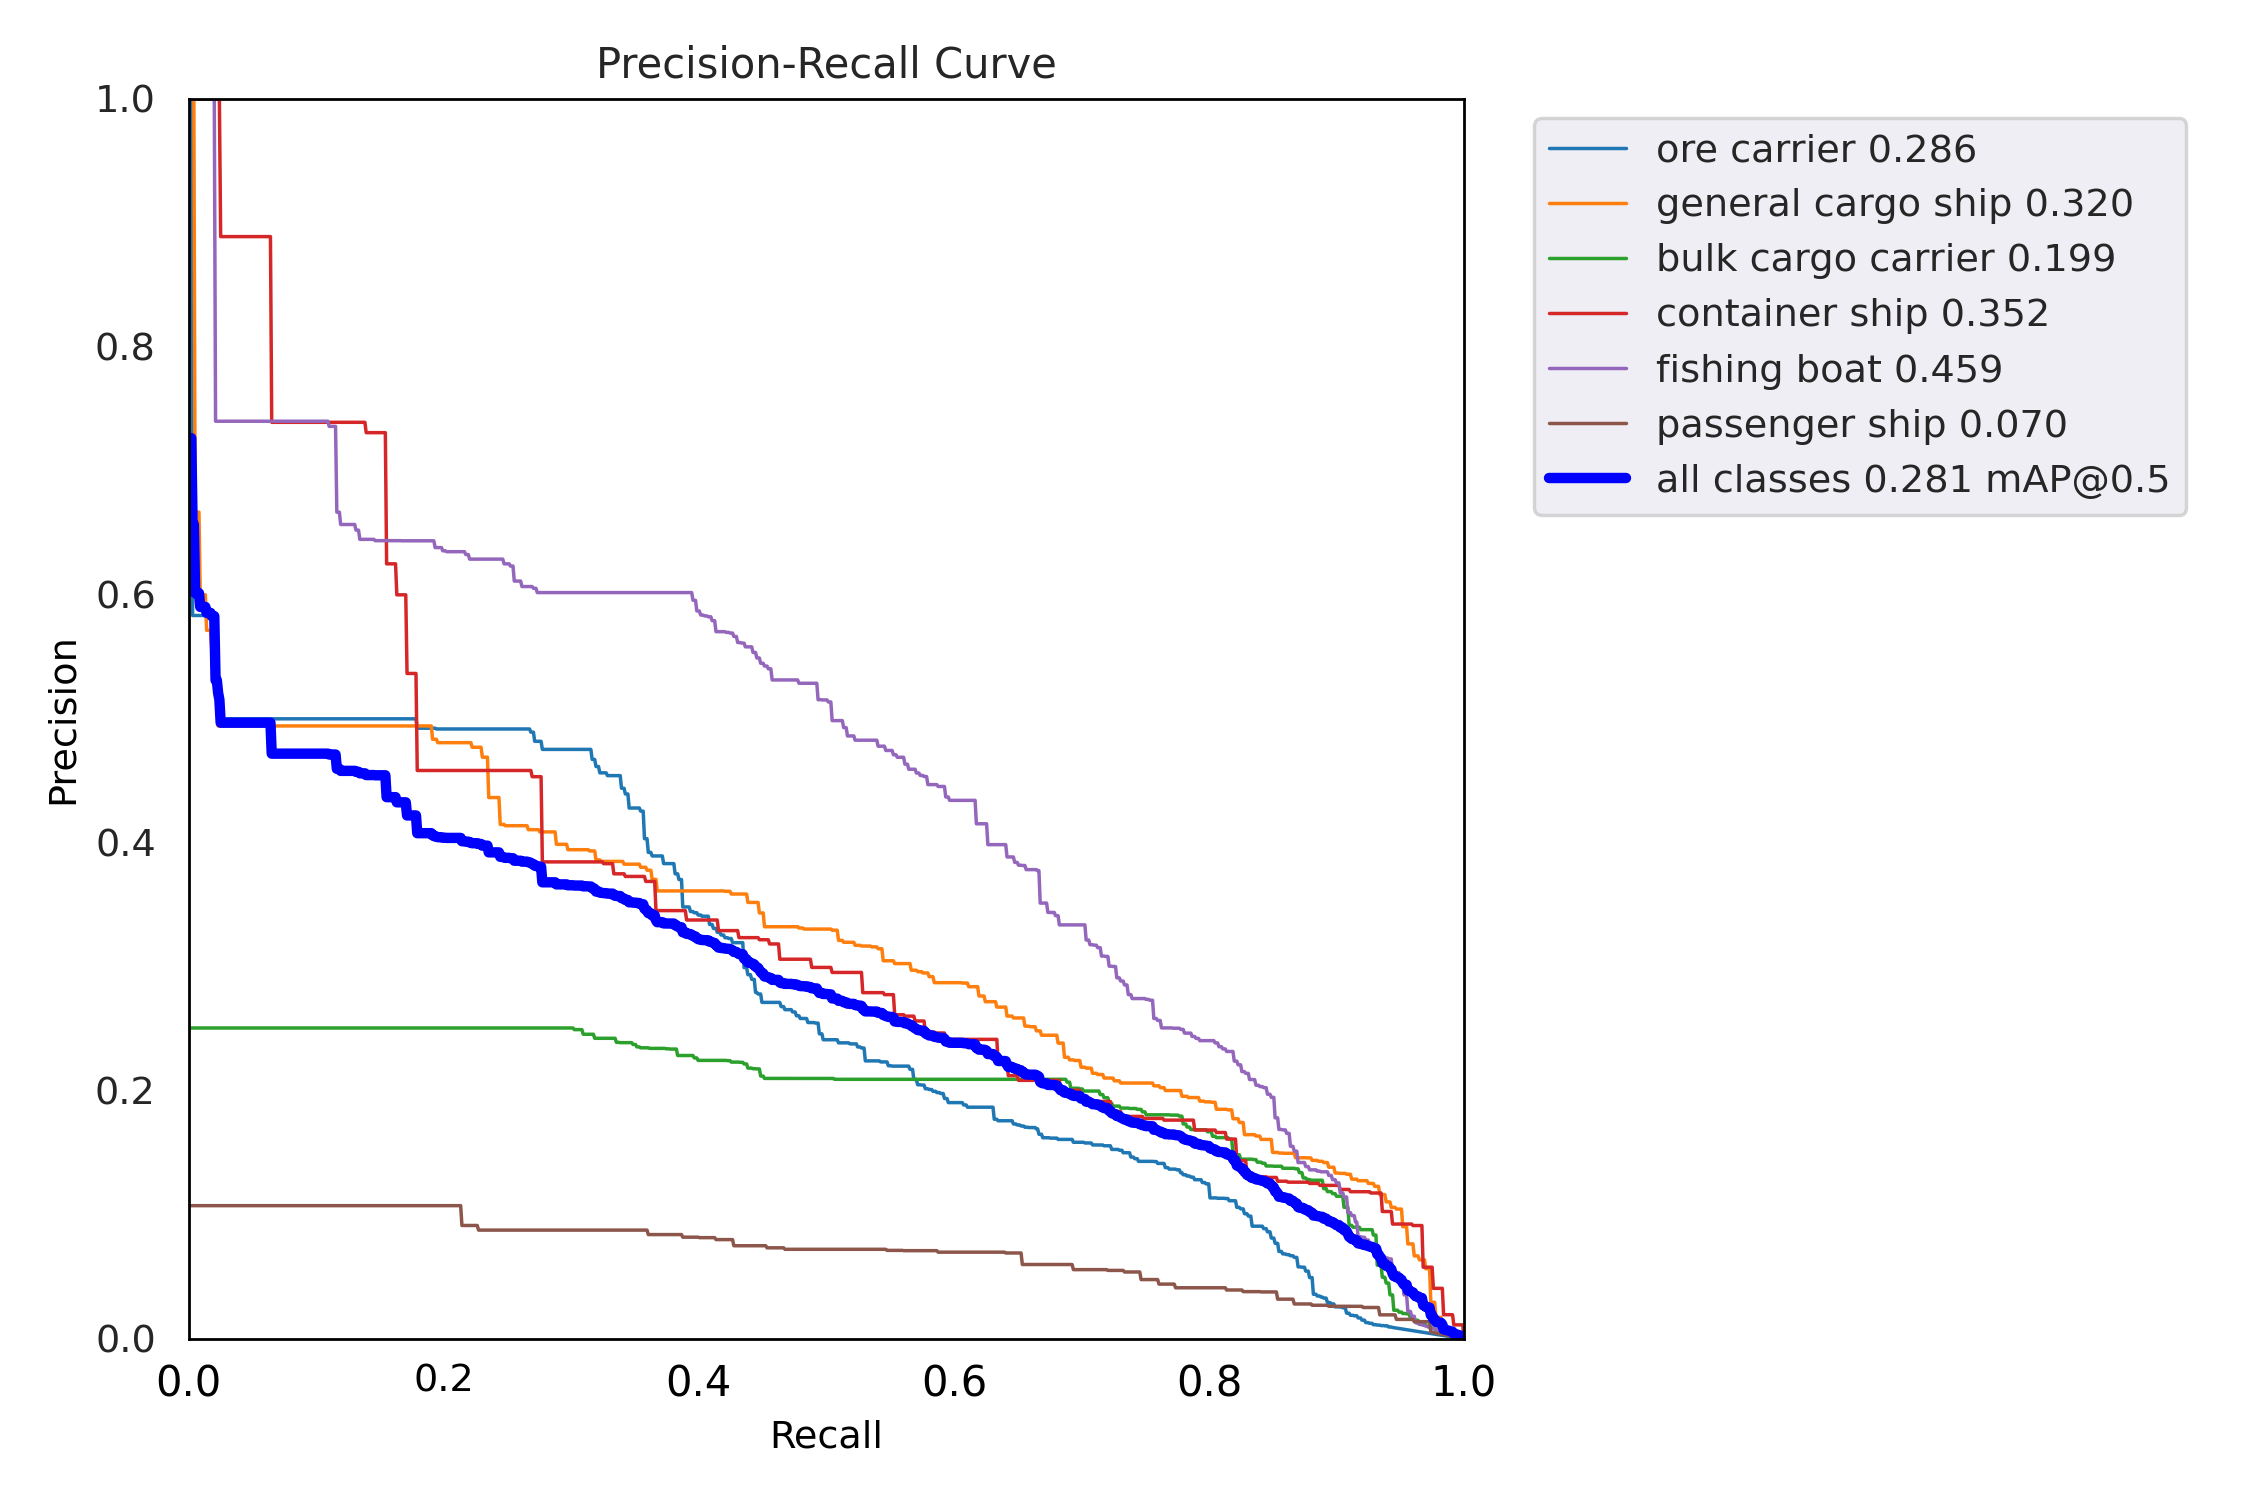 Precision-Recall Curve
1.0
0.8
0.6
0.4
0.2
0.0
Precision
0.0 0.2 0.4 0.6 0.8 1.0
Recall
ore carrier 0.286
general cargo ship 0.320
bulk cargo carrier 0.199
container ship 0.352
fishing boat 0.459
passenger ship 0.070
all classes 0.281 mAP@0.5